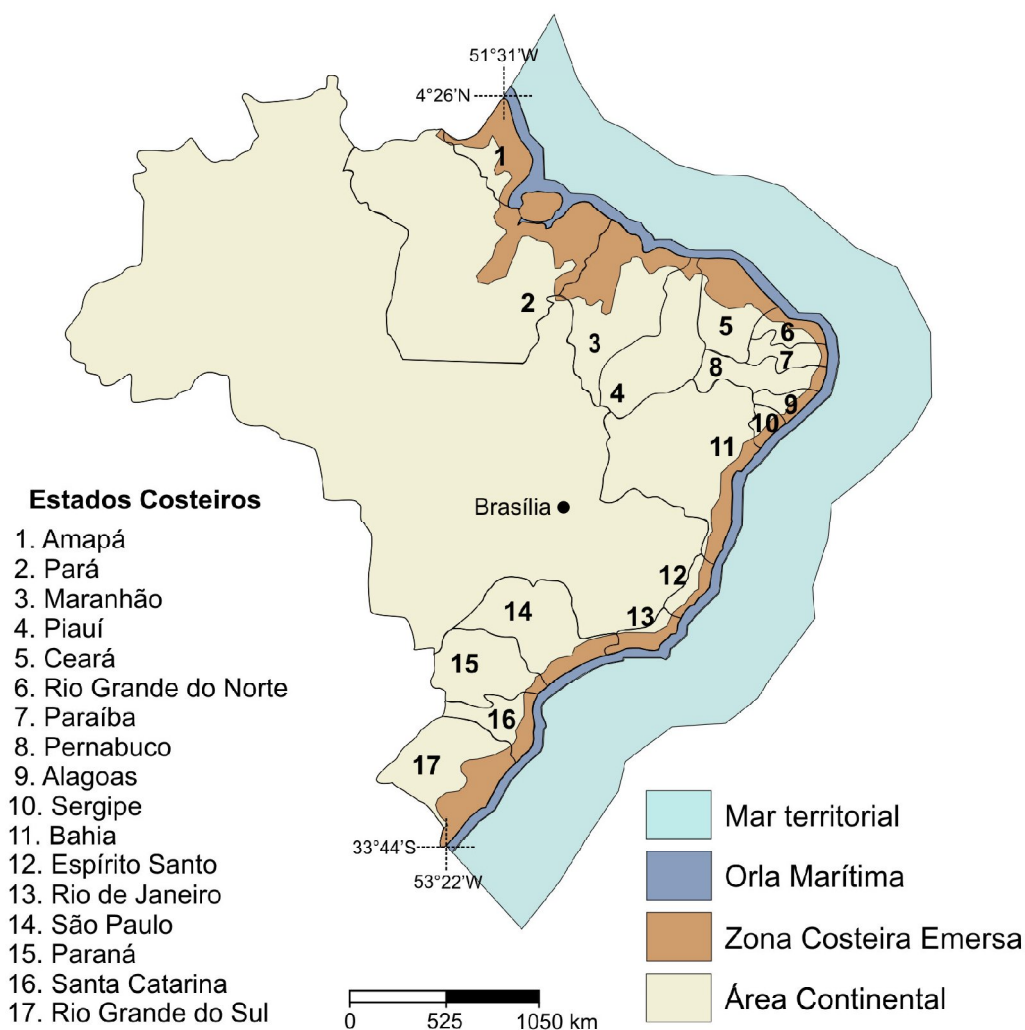 51°31'W
4°26'N
1
2
3
4
5
6
7
8
9
10
11
Brasília
12
13
14
15
16
17
33°44'S
53°22'W
Estados Costeiros
1. Amapá
2. Pará
3. Maranhão
4. Piauí
5. Ceará
6. Rio Grande do Norte
7. Paraíba
8. Pernabuco
9. Alagoas
10. Sergipe
11. Bahia
12. Espírito Santo
13. Rio de Janeiro
14. São Paulo
15. Paraná
16. Santa Catarina
17. Rio Grande do Sul
0 525 1050 km
Mar territorial
Orla Marítima
Zona Costeira Emersa
Área Continental